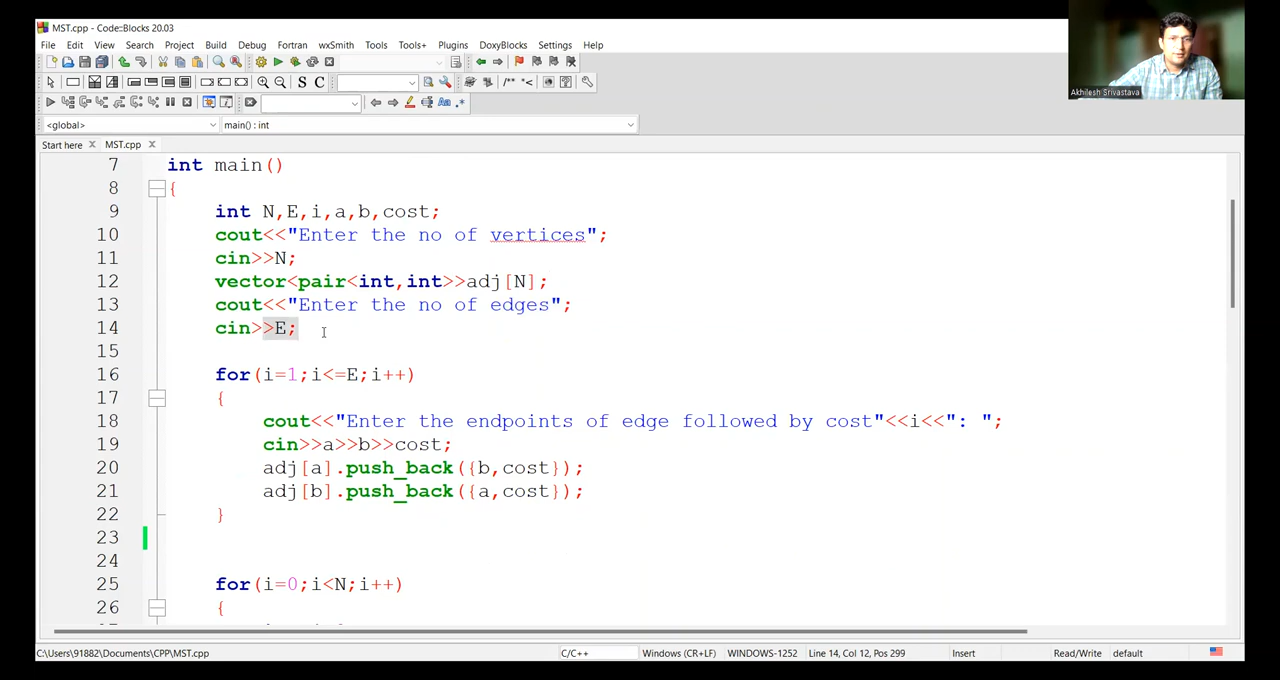 MST.cpp - Code::Blocks 20.03
File Edit View Search Project Build Debug Fortran wxSmith Tools Tools+ Plugins DoxyBlocks Settings Help
S C /** *<
Aa .*
<global> main() : int
Start here MST.cpp
Akhilesh Srivastava
7 int main()
8 {
9 int N,E,i,a,b,cost;
10 cout<<"Enter the no of vertices";
11 cin>>N;
12 vector<pair<int,int>>adj[N];
13 cout<<"Enter the no of edges";
14 cin>>E;
15
16 for(i=1;i<=E;i++)
17 {
18 cout<<"Enter the endpoints of edge followed by cost"<<i<<": ";
19 cin>>a>>b>>cost;
20 adj[a].push_back({b,cost});
21 adj[b].push_back({a,cost});
22 }
23
24
25 for(i=0;i<N;i++)
26 {
C:\Users\91882\Documents\CPP\MST.cpp C/C++ Windows (CR+LF) WINDOWS-1252 Line 14, Col 12, Pos 299 Insert Read/Write default